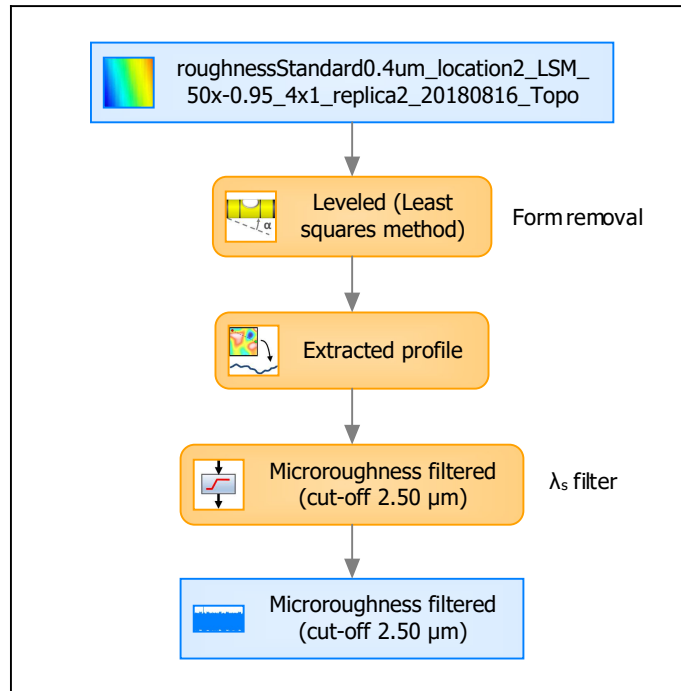 roughnessStandard0.4um_location2_LSM_
50x-0.95_4x1_replica2_20180816_Topo
Leveled (Least
squares method)
Form removal
α
Extracted profile
Microroughness filtered
(cut-off 2.50 µm)
λs filter
Microroughness filtered
(cut-off 2.50 µm)